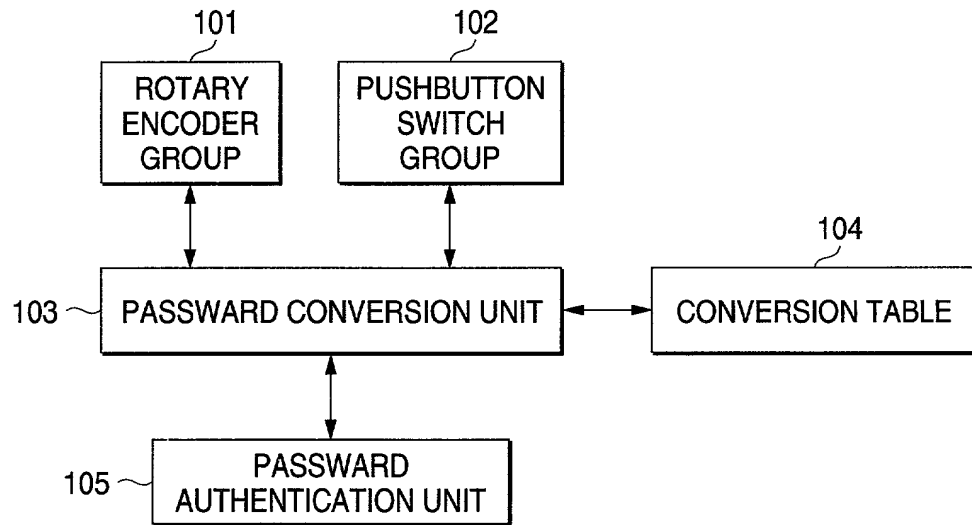 101
102
ROTARY
ENCODER
GROUP
PUSHBUTTON
SWITCH
GROUP
104
103
PASSWARD CONVERSION UNIT
CONVERSION TABLE
105
PASSWARD
AUTHENTICATION UNIT